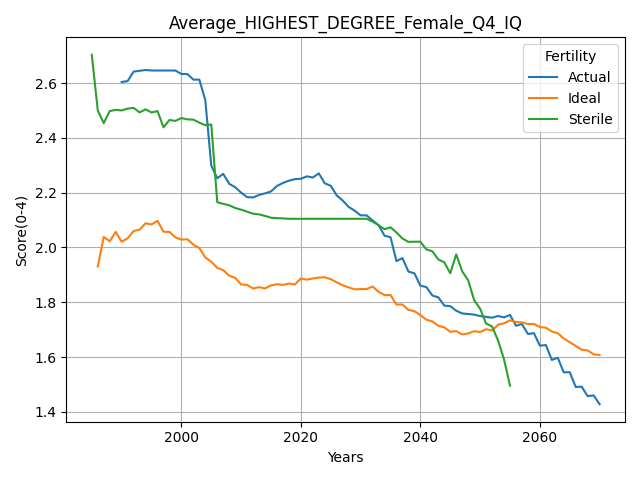 Average_HIGHEST_DEGREE_Female_Q4_IQ
Fertility
Actual
Ideal
Sterile
Score(0-4)
2.6
2.4
2.2
2.0
1.8
1.6
1.4
2000
2020
2040
2060
Years